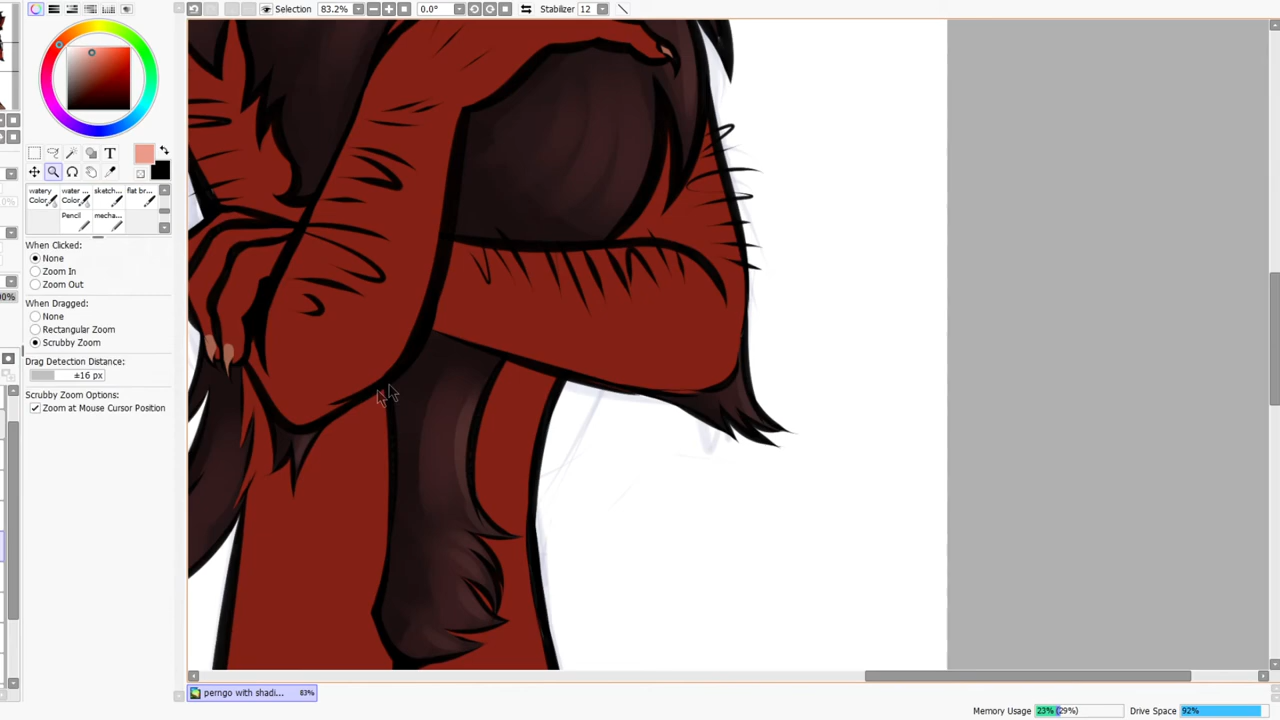 Selection 83.2% 0.0° Stabilizer 12
T
watery
Color...
water ...
Color...
sketch...
flat br...
Pencil
mecha...
When Clicked:
None
Zoom In
Zoom Out
When Dragged:
None
Rectangular Zoom
Scrubby Zoom
Drag Detection Distance:
±16 px
Scrubby Zoom Options:
Zoom at Mouse Cursor Position
perngo with shadi... 83%
Memory Usage 23% (29%) Drive Space 92%